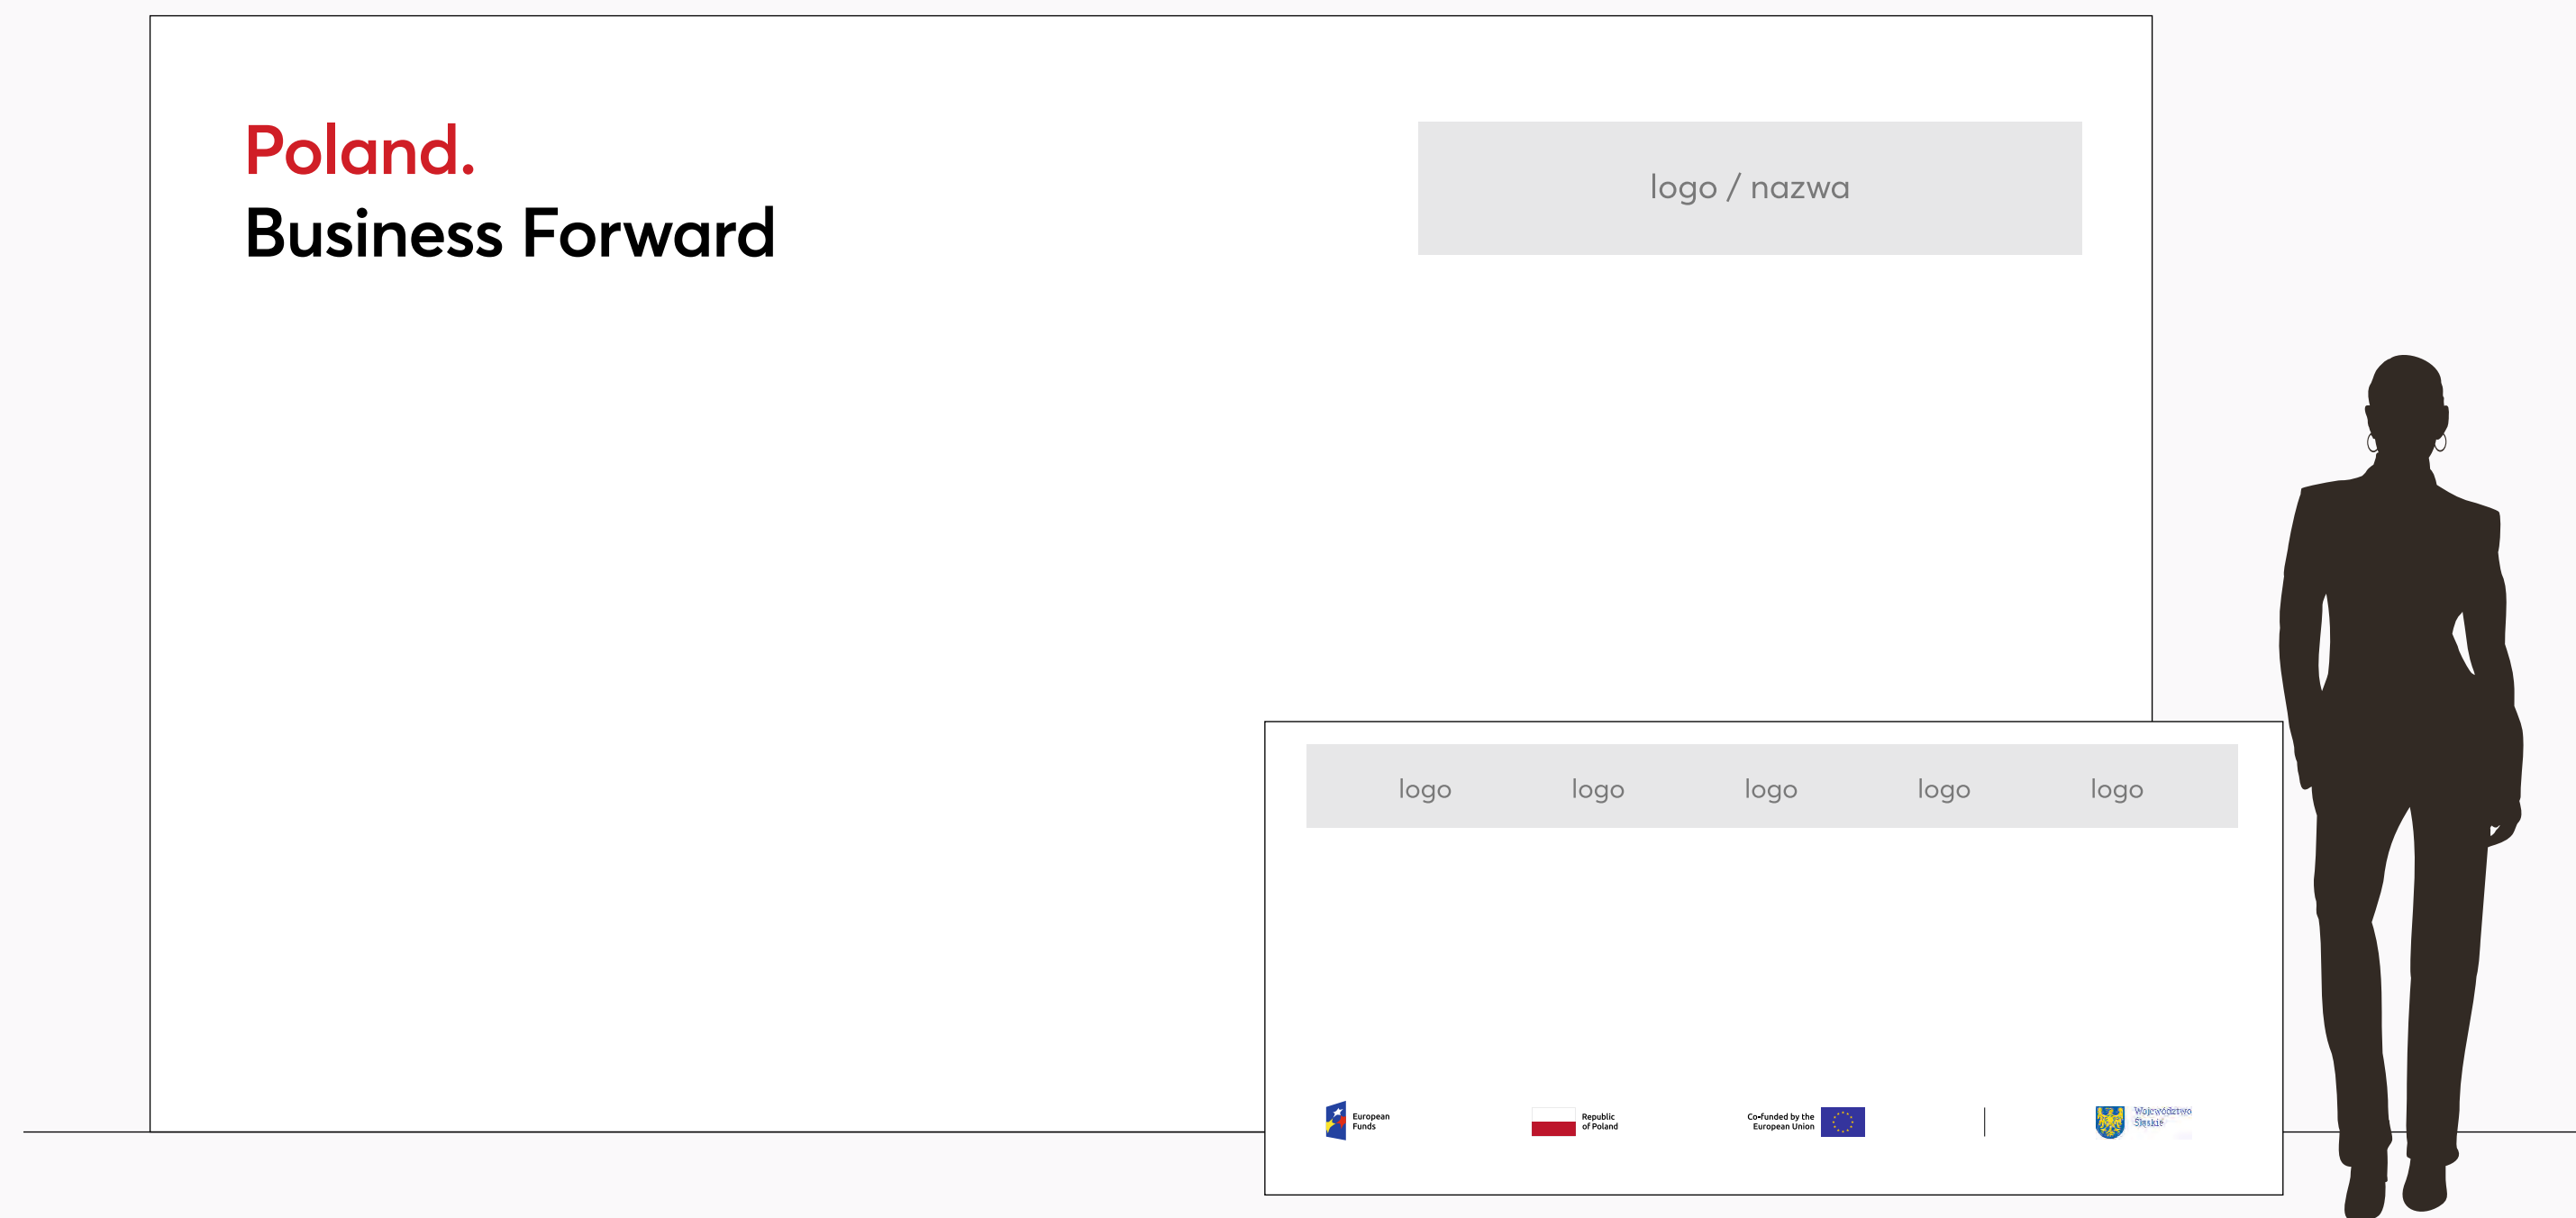 Poland.
Business Forward
logo / nazwa
logo logo logo logo logo
European
Funds
Republic
of Poland
Co-funded by the
European Union
Województwo
Śląskie